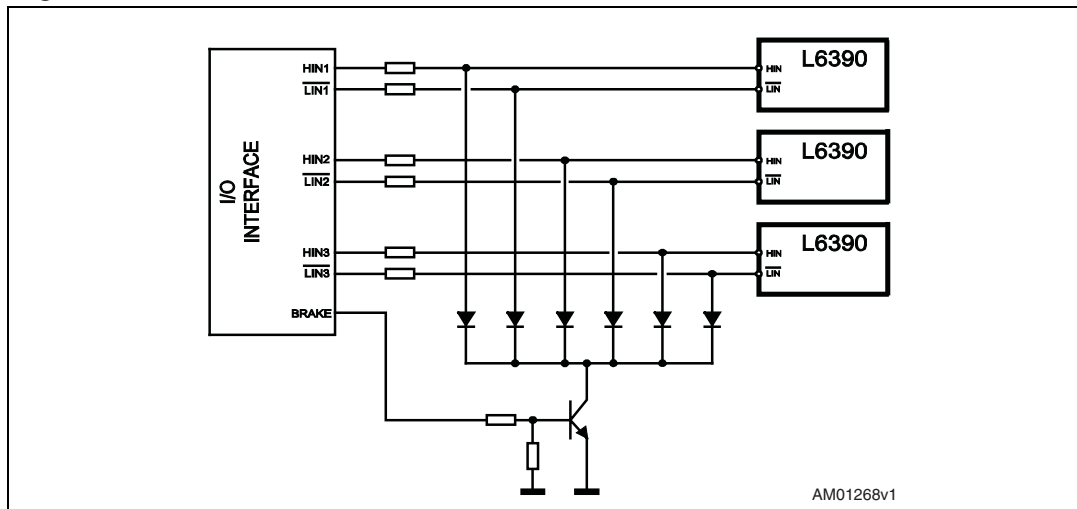 I/O
INTERFACE
HIN1
LIN1
HIN2
LIN2
HIN3
LIN3
BRAKE
L6390
HIN
LIN
L6390
HIN
LIN
L6390
HIN
LIN
AM01268v1